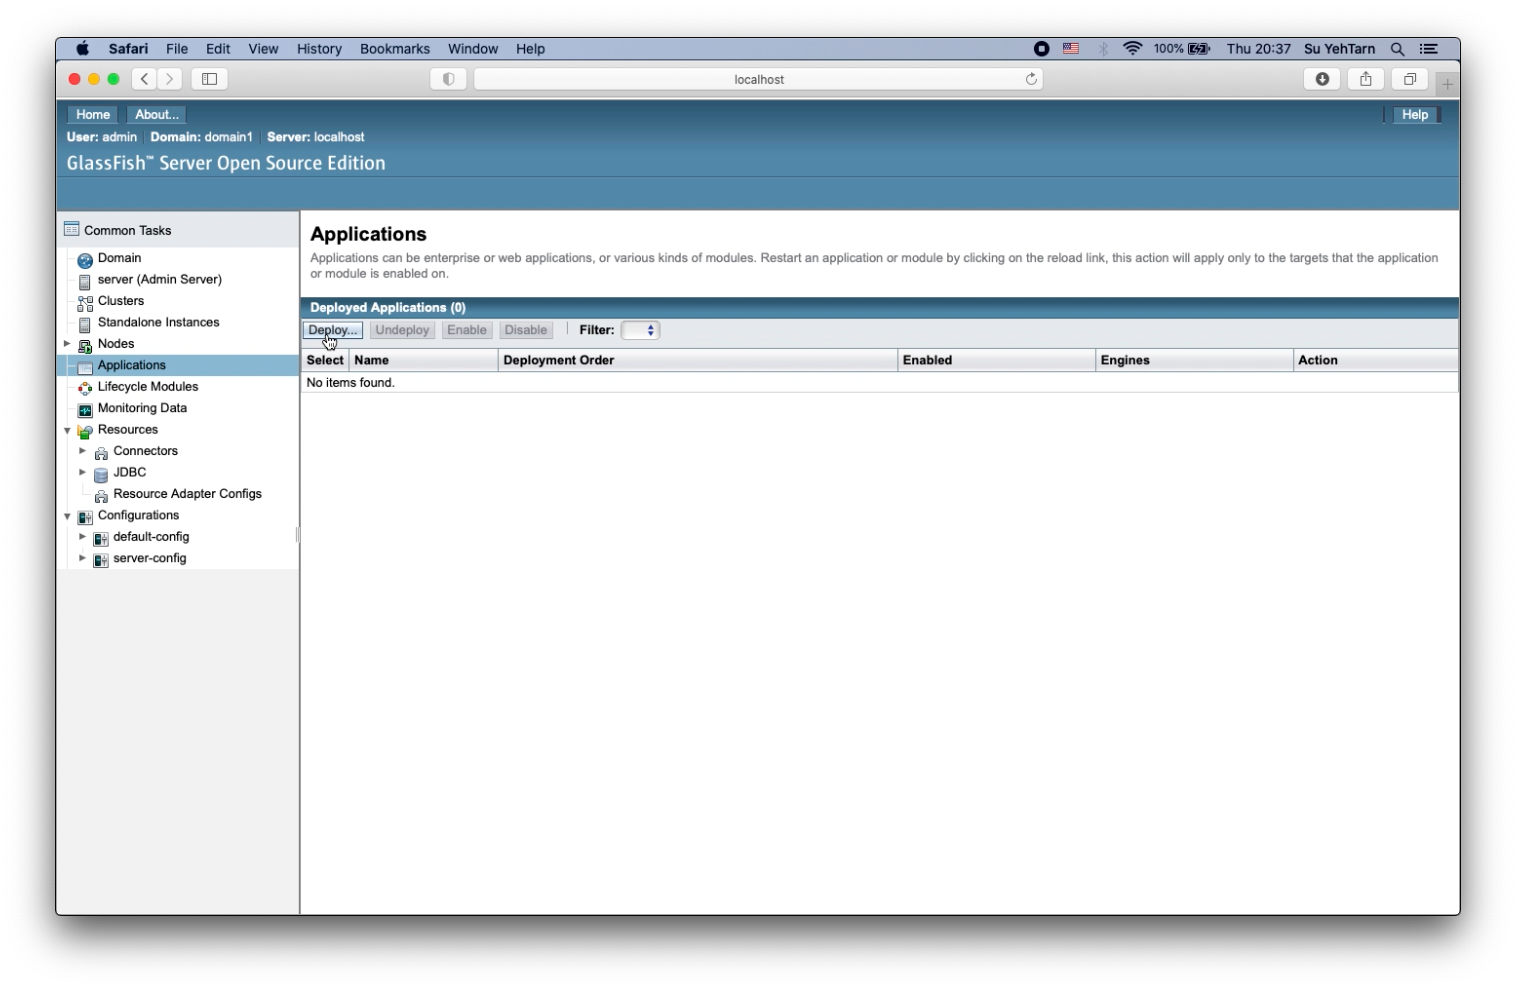 Safari File Edit View History Bookmarks Window Help 100% Thu 20:37 Su YehTarn
localhost
Home About... Help
User: admin Domain: domain1 Server: localhost
GlassFish™ Server Open Source Edition
Common Tasks
Domain
server (Admin Server)
Clusters
Standalone Instances
Nodes
Applications
Lifecycle Modules
Monitoring Data
Resources
Connectors
JDBC
Resource Adapter Configs
Configurations
default-config
server-config
Applications
Applications can be enterprise or web applications, or various kinds of modules. Restart an application or module by clicking on the reload link, this action will apply only to the targets that the application
or module is enabled on.
Deployed Applications (0)
Deploy... Undeploy Enable Disable Filter:
Select Name Deployment Order Enabled Engines Action
No items found.